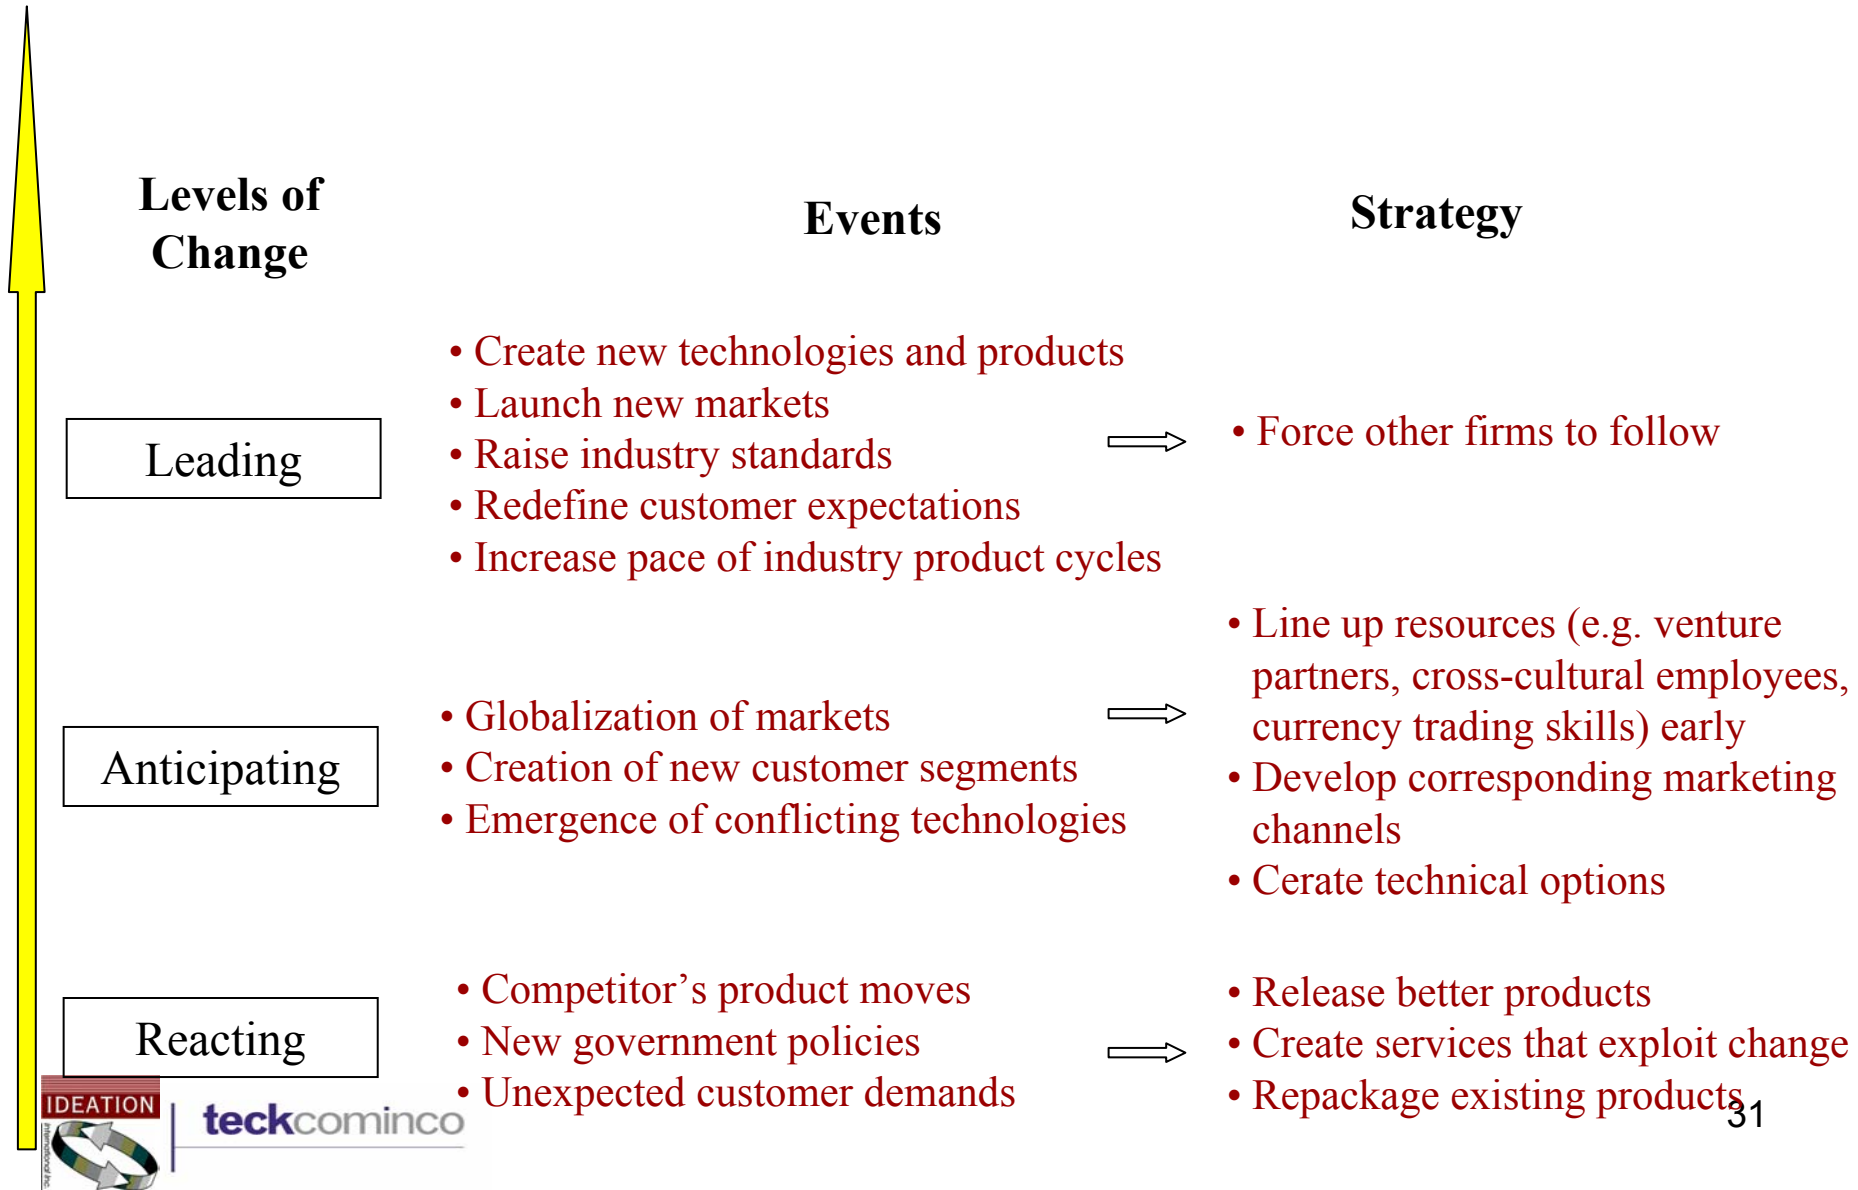 Levels of
Change
Events
Strategy
Leading
• Create new technologies and products
• Launch new markets
• Raise industry standards
• Redefine customer expectations
• Increase pace of industry product cycles
• Force other firms to follow
Anticipating
• Globalization of markets
• Creation of new customer segments
• Emergence of conflicting technologies
• Line up resources (e.g. venture
partners, cross-cultural employees,
currency trading skills) early
• Develop corresponding marketing
channels
• Cerate technical options
Reacting
• Competitor’s product moves
• New government policies
• Unexpected customer demands
• Release better products
• Create services that exploit change
• Repackage existing products
IDEATION
International Inc.
teckcominco
31